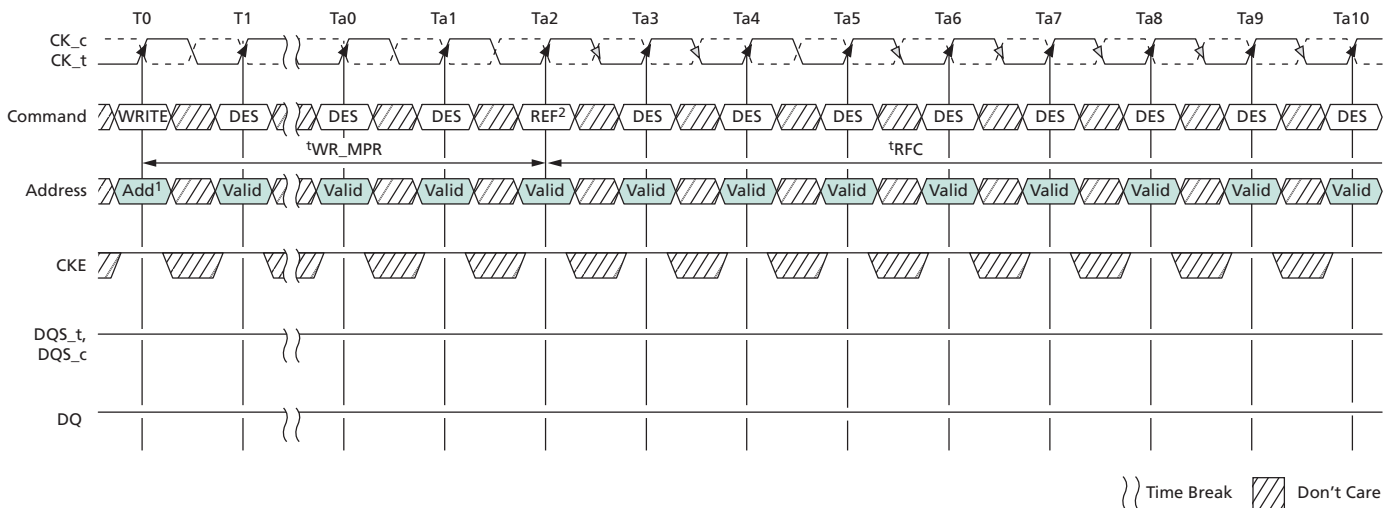 T0 T1 Ta0 Ta1 Ta2 Ta3 Ta4 Ta5 Ta6 Ta7 Ta8 Ta9 Ta10
CK_c
CK_t
Command WRITE DES DES DES REF² DES DES DES DES DES DES DES DES
tWR_MPR tRFC
Address Add¹ Valid Valid Valid Valid Valid Valid Valid Valid Valid Valid Valid Valid
CKE
DQS_t,
DQS_c
DQ
Time Break Don't Care